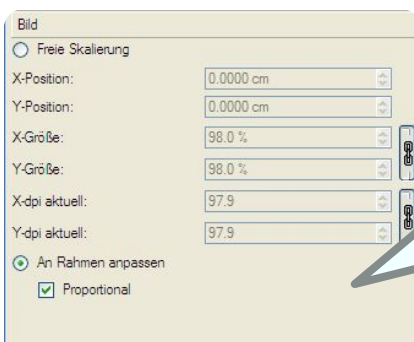 Bild
Freie Skalierung
X-Position: 0.0000 cm
Y-Position: 0.0000 cm
X-Größe: 98.0 %
Y-Größe: 98.0 %
X-dpi aktuell: 97.9
Y-dpi aktuell: 97.9
An Rahmen anpassen
Proportional